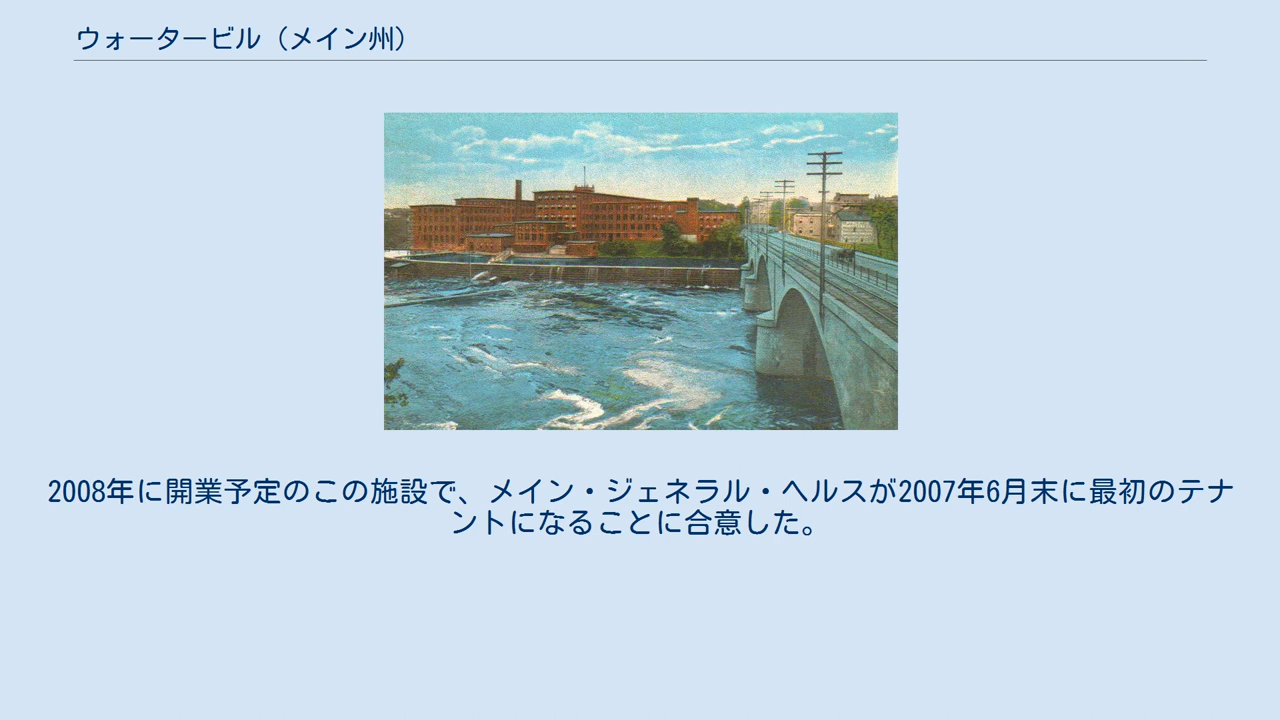 ウォータービル（メイン州）
2008年に開業予定のこの施設で、メイン・ジェネラル・ヘルスが2007年6月末に最初のテナ
ントになることに合意した。